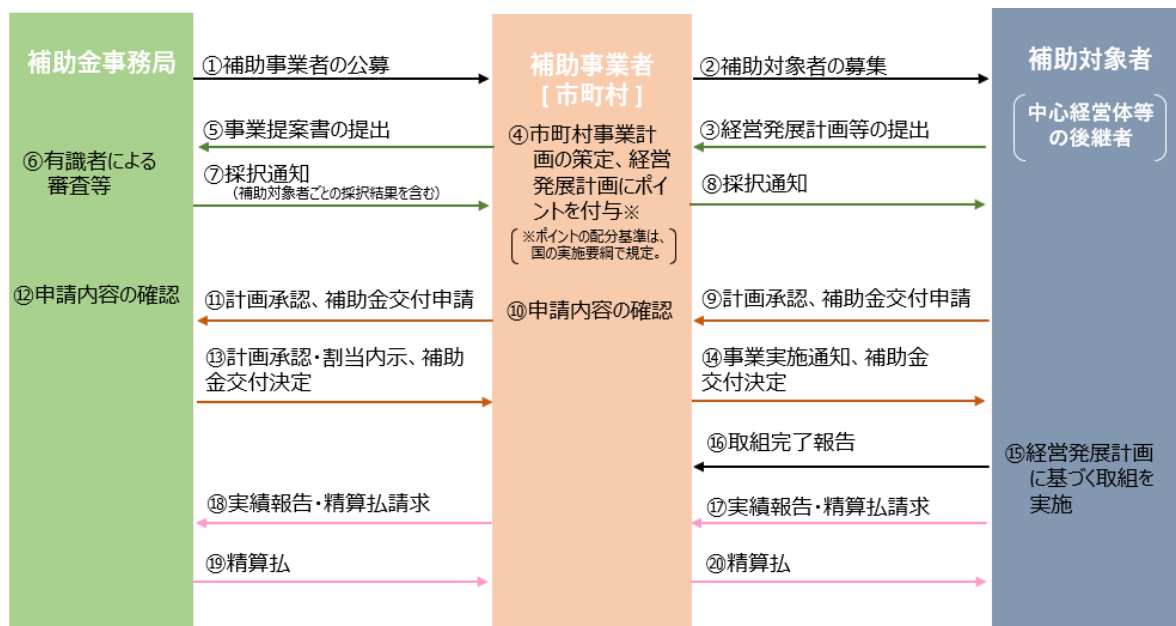 補助金事務局
①補助事業者の公募
補助事業者
[ 市町村 ]
②補助対象者の募集
補助対象者
中心経営体等
の後継者
⑤事業提案書の提出
④市町村事業計
画の策定、経営
発展計画にポイ
ントを付与※
※ポイントの配分基準は、
国の実施要綱で規定。
③経営発展計画等の提出
⑥有識者による
審査等
⑦採択通知
(補助対象者ごとの採択結果を含む)
⑧採択通知
⑫申請内容の確認
⑪計画承認、補助金交付申請
⑩申請内容の確認
⑨計画承認、補助金交付申請
⑬計画承認・割当内示、補助
金交付決定
⑭事業実施通知、補助金
交付決定
⑯取組完了報告
⑮経営発展計画
に基づく取組を
実施
⑱実績報告・精算払請求
⑰実績報告・精算払請求
⑲精算払
⑳精算払